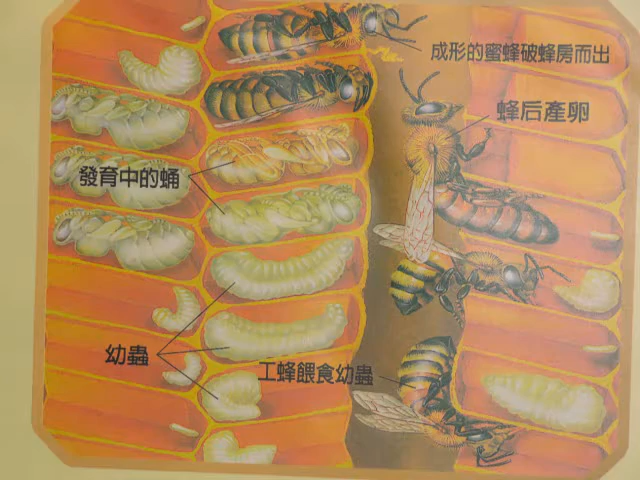 成形的蜜蜂破蜂房而出
蜂后產卵
發育中的蛹
幼蟲
工蜂餵食幼蟲